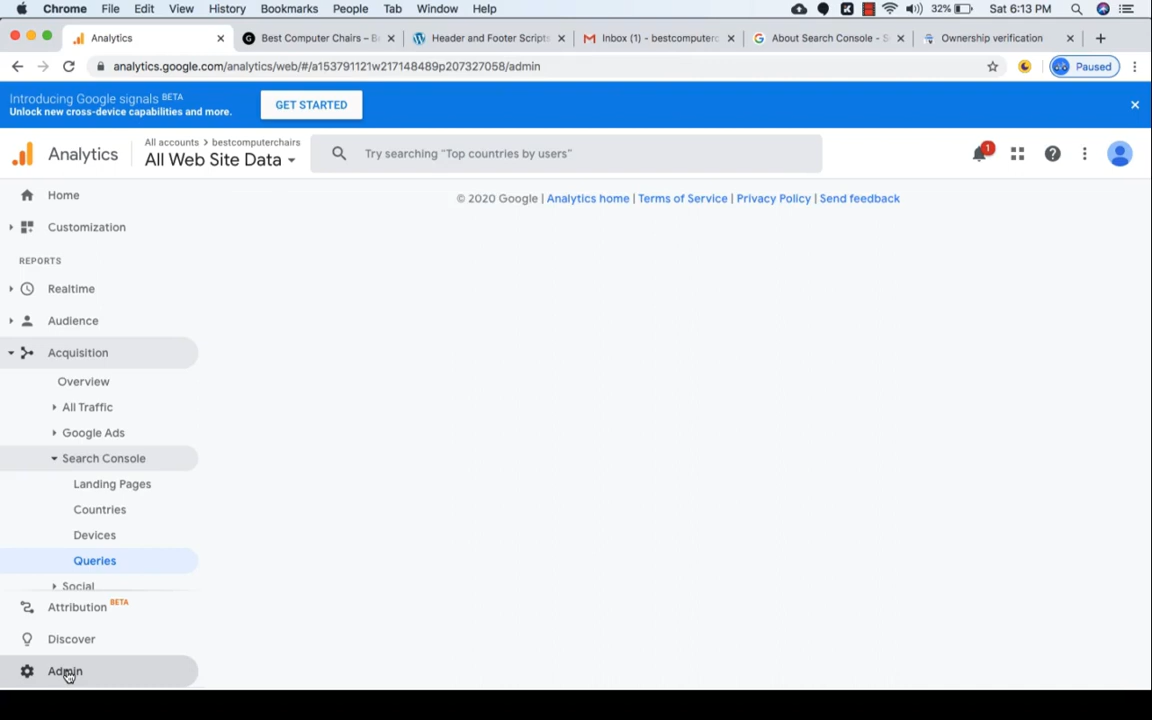 Chrome File Edit View History Bookmarks People Tab Window Help 32% Sat 6:13 PM
Analytics Best Computer Chairs – Be Header and Footer Scripts Inbox (1) - bestcomputerc About Search Console - S Ownership verification
analytics.google.com/analytics/web/#/a153791121w217148489p207327058/admin Paused
Introducing Google signals BETA
Unlock new cross-device capabilities and more.
GET STARTED
Analytics
All accounts > bestcomputerchairs
All Web Site Data
Try searching “Top countries by users”
1
Home
Customization
REPORTS
Realtime
Audience
Acquisition
Overview
All Traffic
Google Ads
Search Console
Landing Pages
Countries
Devices
Queries
Social
Attribution BETA
Discover
Admin
© 2020 Google | Analytics home | Terms of Service | Privacy Policy | Send feedback